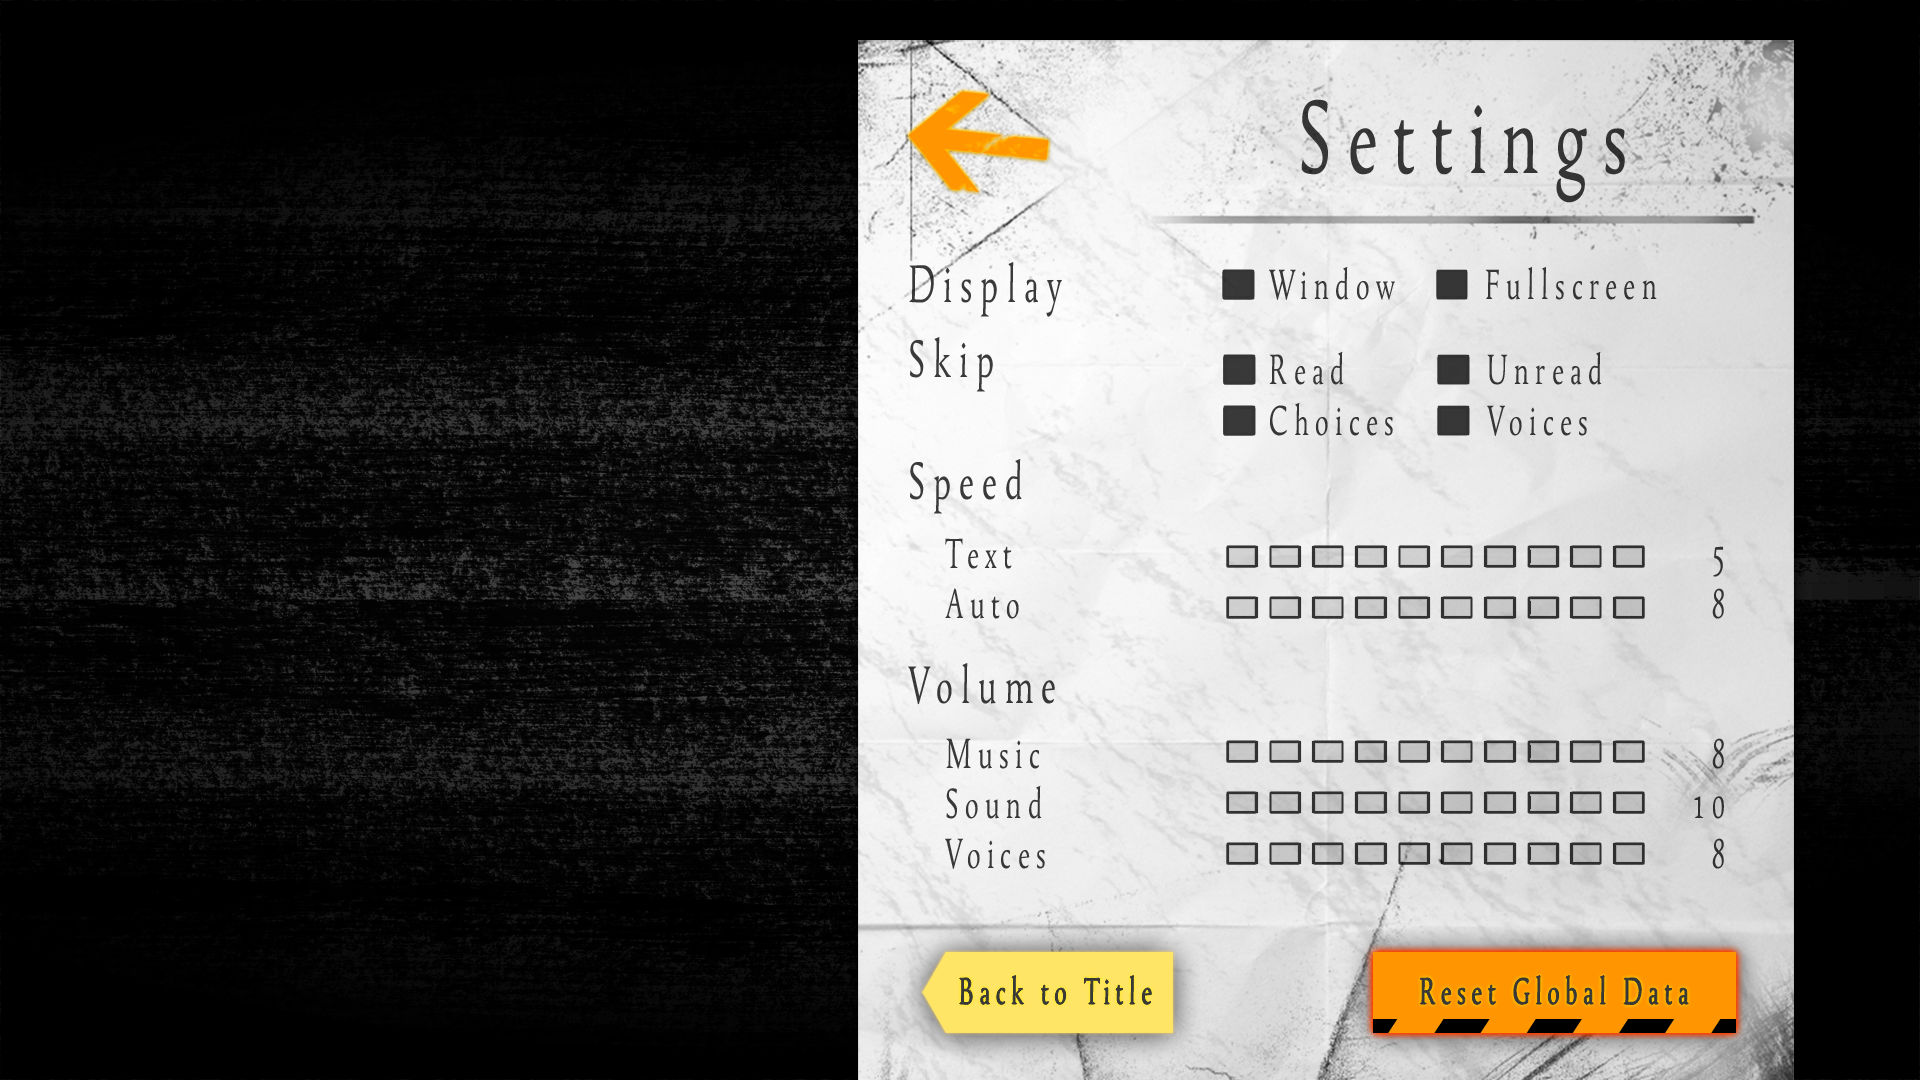 Settings
Display Window Fullscreen
Skip Read Unread
Choices Voices
Speed
Text 5
Auto 8
Volume
Music 8
Sound 10
Voices 8
Back to Title Reset Global Data